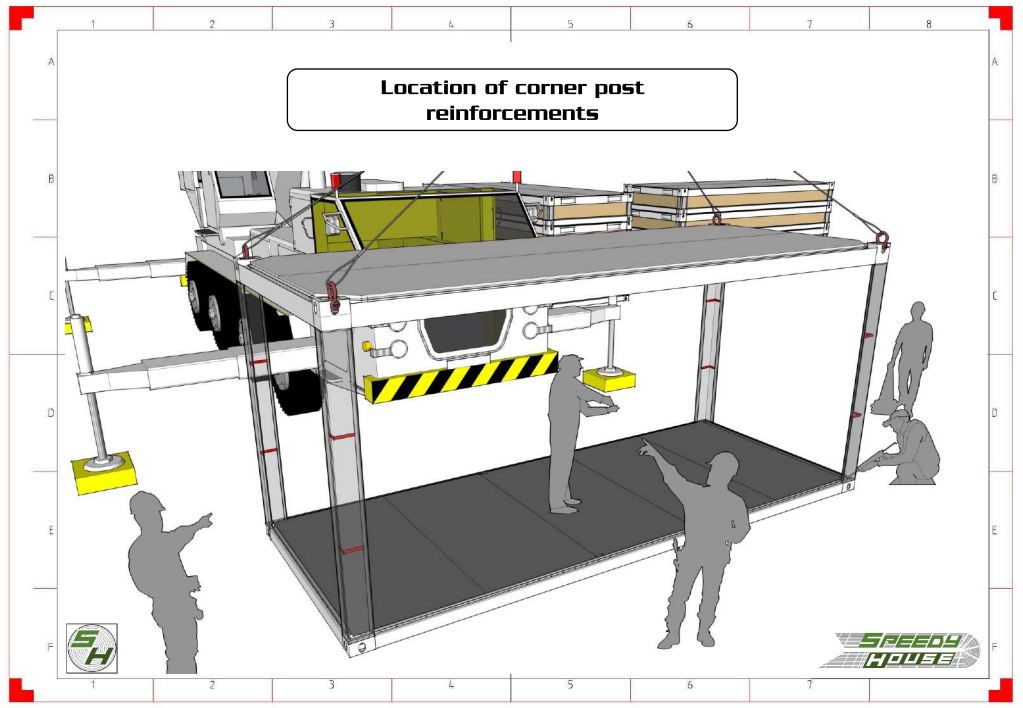 1 2 3 4 5 6 7 8
A A
Location of corner post
reinforcements
B B
C C
D D
E E
F F
SH
SPEEDY
HOUSE
1 2 3 4 5 6 7 8